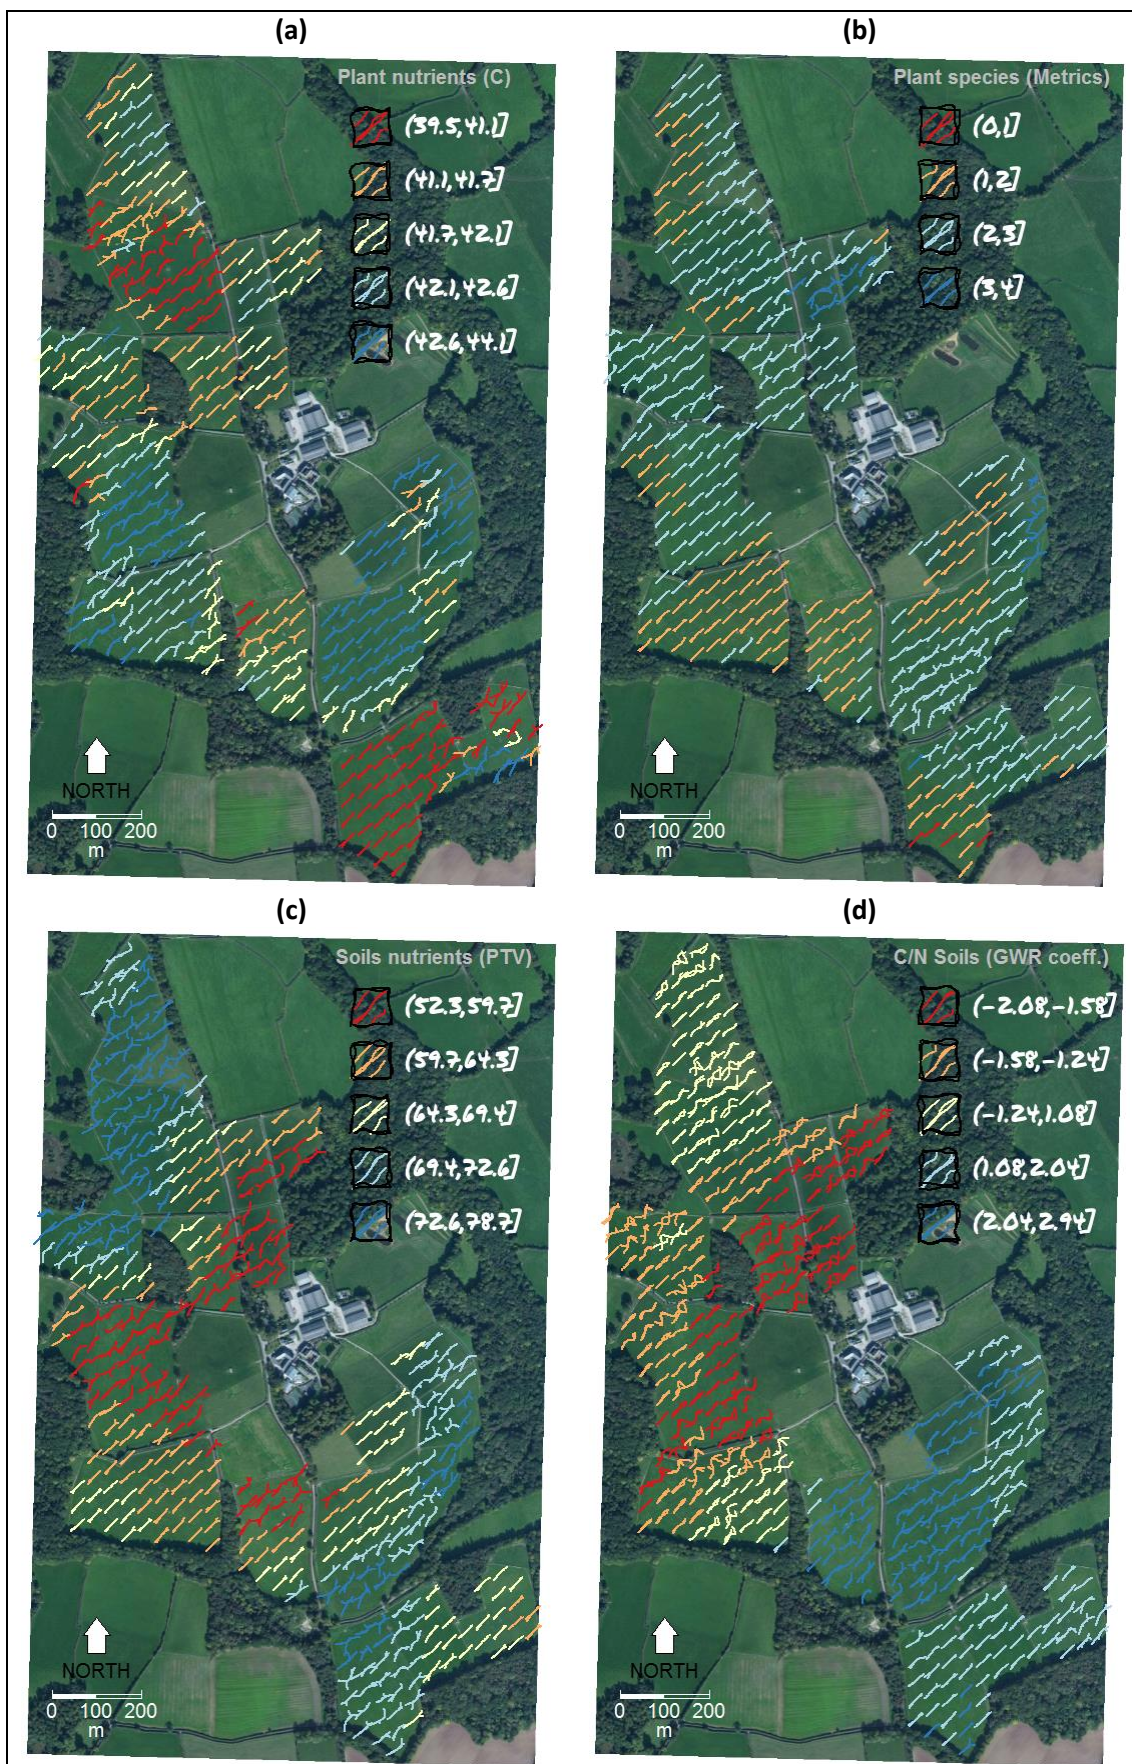 (a)
Plant nutrients (C)
(39.5,41.1]
(41.1,41.7]
(41.7,42.1]
(42.1,42.6]
(42.6,44.1]
NORTH
0 100 200
m
(b)
Plant species (Metrics)
(0,1]
(1,2]
(2,3]
(3,4]
NORTH
0 100 200
m
(c)
Soils nutrients (PTV)
(52.3,59.7]
(59.7,64.3]
(64.3,69.4]
(69.4,72.6]
(72.6,78.7]
NORTH
0 100 200
m
(d)
C/N Soils (GWR coeff.)
(-2.08,-1.58]
(-1.58,-1.24]
(-1.24,1.08]
(1.08,2.04]
(2.04,2.94]
NORTH
0 100 200
m